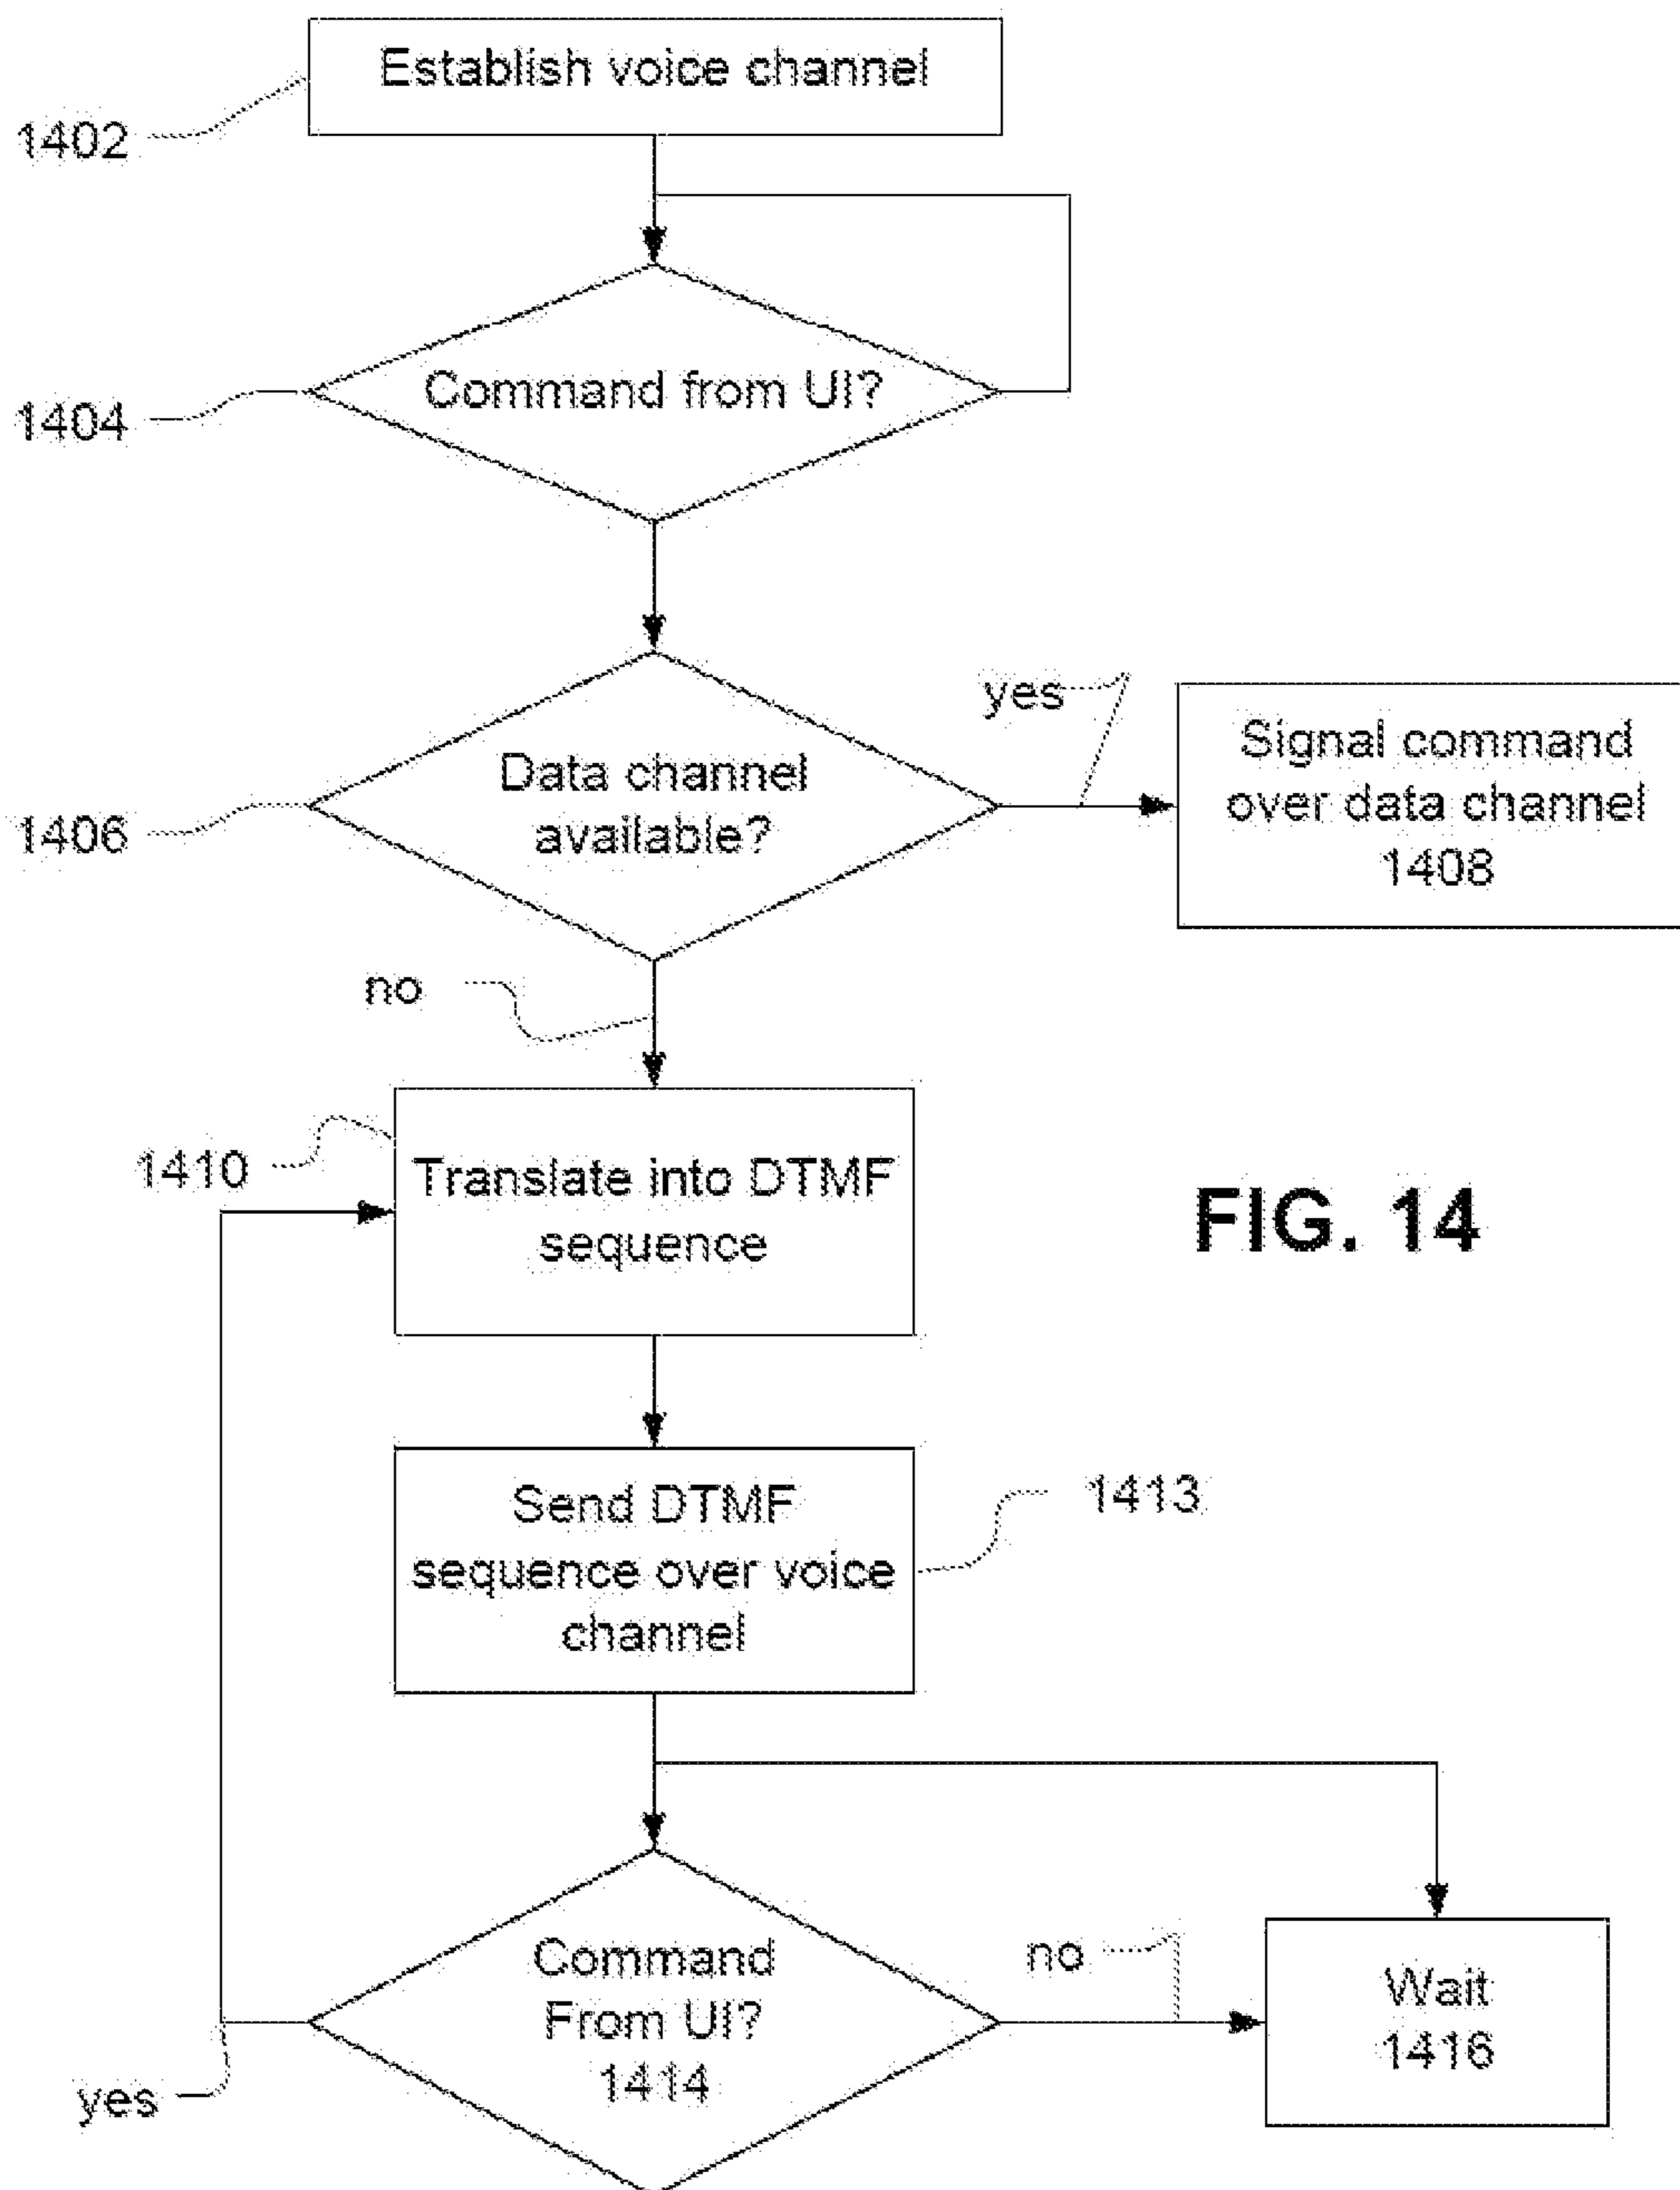 Establish voice channel
1402
Command from UI?
1404
Data channel
available?
1406
yes
Signal command
over data channel
1408
no
1410
Translate into DTMF
sequence
FIG. 14
Send DTMF
sequence over voice
channel
1413
Command
From UI?
1414
no
Wait
1416
yes